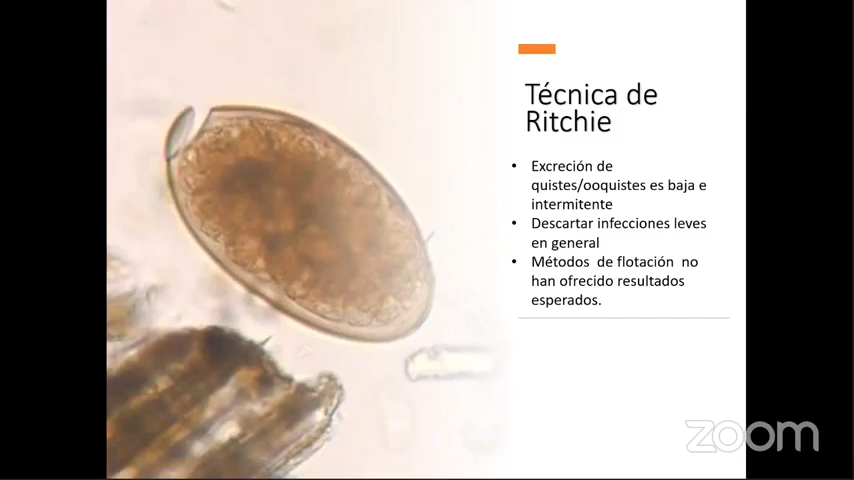 Técnica de
Ritchie
• Excreción de
quistes/ooquistes es baja e
intermitente
• Descartar infecciones leves
en general
• Métodos de flotación no
han ofrecido resultados
esperados.
zoom